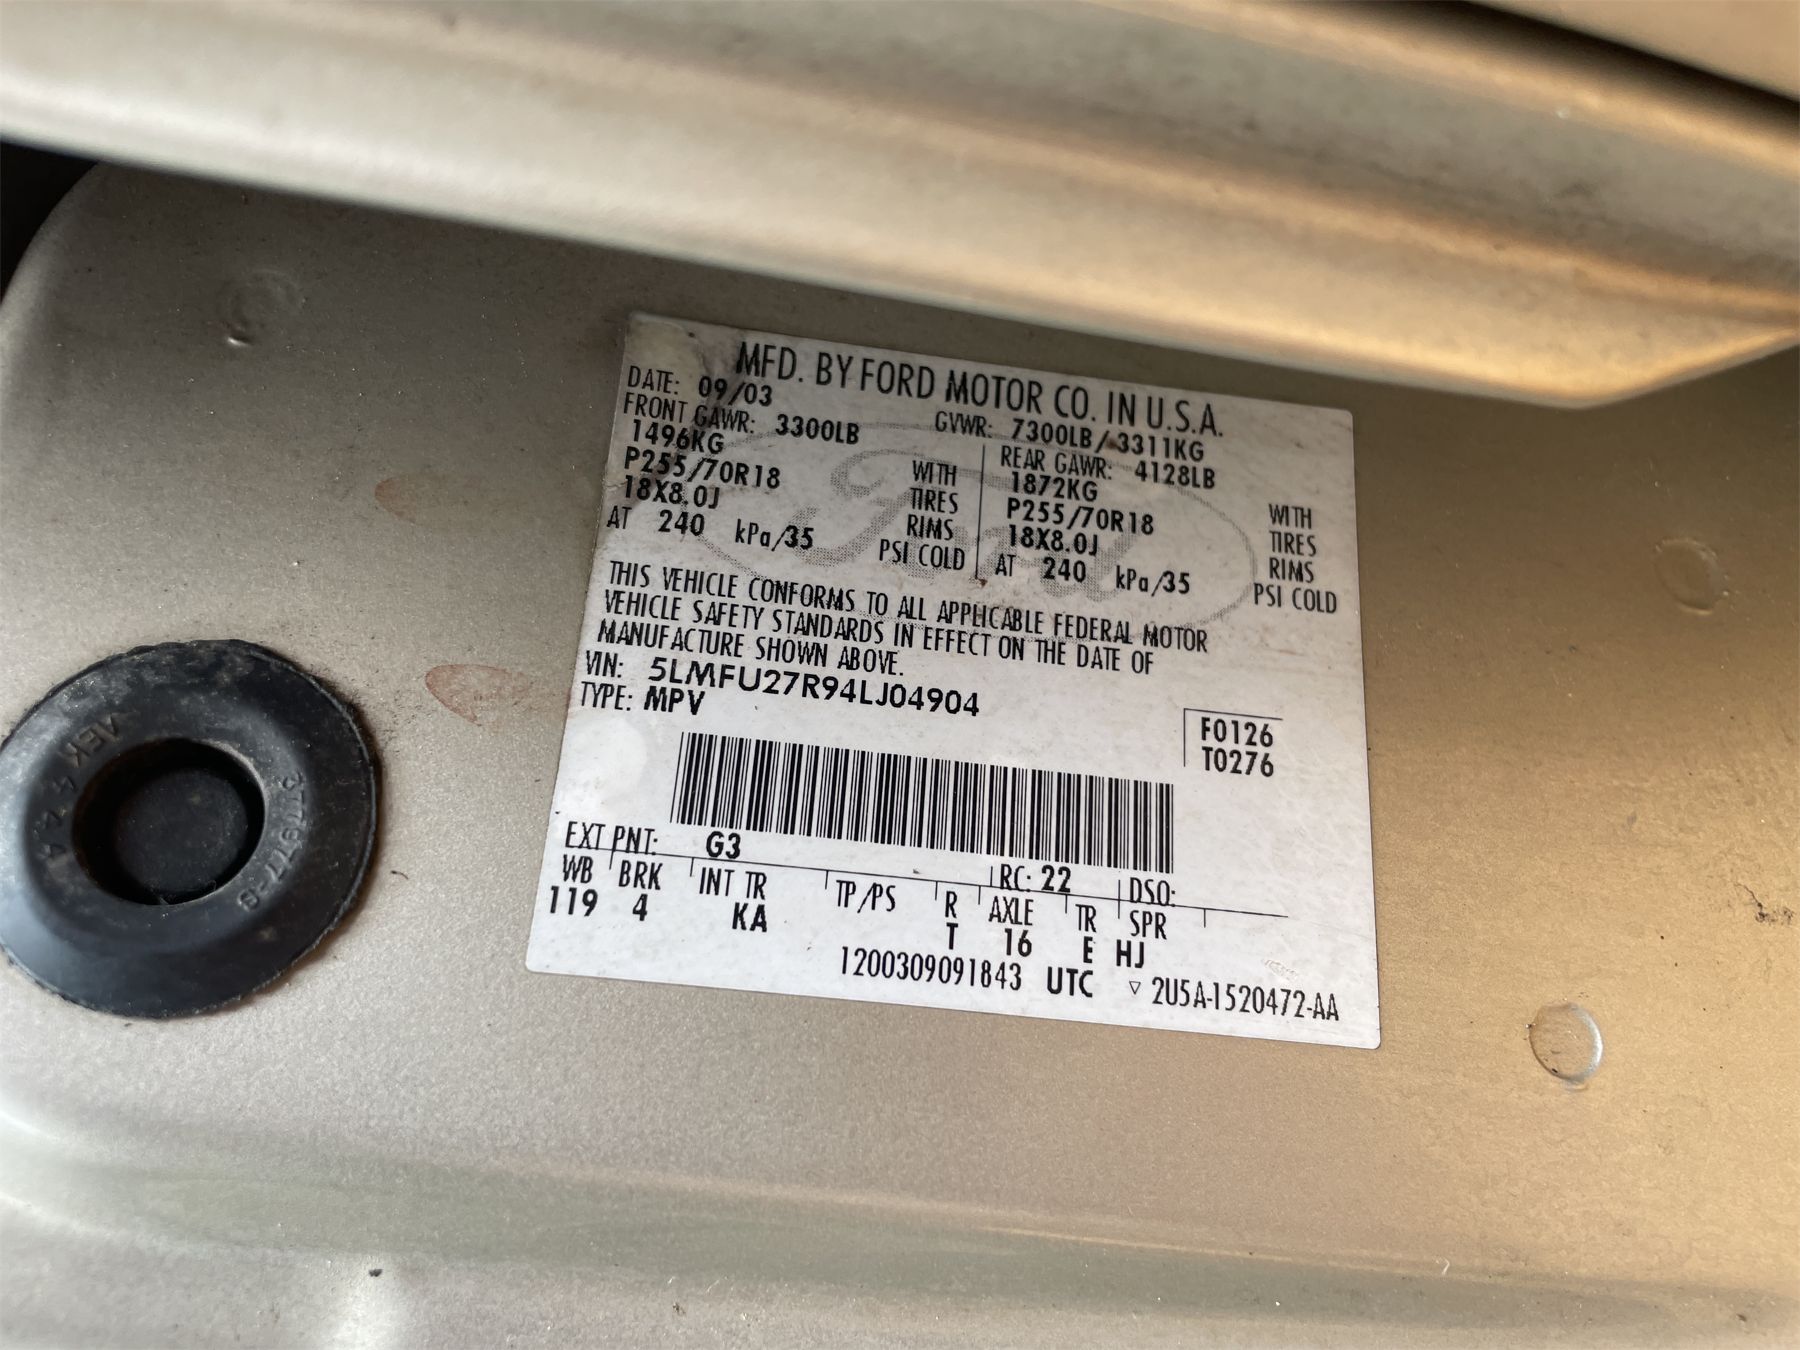 MFD. BY FORD MOTOR CO. IN U.S.A.
DATE: 09/03 GVWR: 7300LB/3311KG
FRONT GAWR: 3300LB REAR GAWR: 4128LB
1496KG WITH 1872KG WITH
P255/70R18 TIRES P255/70R18 TIRES
18X8.0J RIMS 18X8.0J RIMS
AT 240 kPa/35 PSI COLD AT 240 kPa/35 PSI COLD
THIS VEHICLE CONFORMS TO ALL APPLICABLE FEDERAL MOTOR
VEHICLE SAFETY STANDARDS IN EFFECT ON THE DATE OF
MANUFACTURE SHOWN ABOVE.
VIN: 5LMFU27R94LJ04904
TYPE: MPV
F0126
T0276
EXT PNT: G3 RC: 22 DSO:
WB BRK INT TR TP/PS R AXLE TR SPR
119 4 KA T 16 E HJ
1200309091843 UTC ▽ 2U5A-1520472-AA
Ford